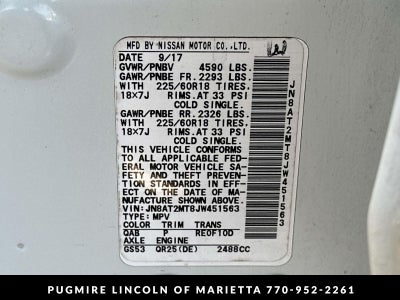 MFD BY NISSAN MOTOR CO.,LTD.
DATE 9/17
GVWR/PNBV 4590 LBS.
GAWR/PNBE FR. 2293 LBS.
WITH 225/60R18 TIRES.
18X7J RIMS.AT 33 PSI
COLD SINGLE.
GAWR/PNBE RR. 2326 LBS.
WITH 225/60R18 TIRES.
18X7J RIMS.AT 33 PSI
COLD SINGLE.
THIS VEHICLE CONFORMS
TO ALL APPLICABLE FED-
ERAL MOTOR VEHICLE SA-
FETY AND THEFT PREVEN-
TION STANDARDS IN EFF-
ECT ON THE DATE OF MA-
NUFACTURE SHOWN ABOVE.
VIN: JN8AT2MT8JW451563
TYPE: MPV
COLOR TRIM TRANS
QAB P RE0F10D
AXLE ENGINE
GS53 QR25(DE) 2488CC
JN8AT2MT8JW451563
PUGMIRE LINCOLN OF MARIETTA 770-952-2261